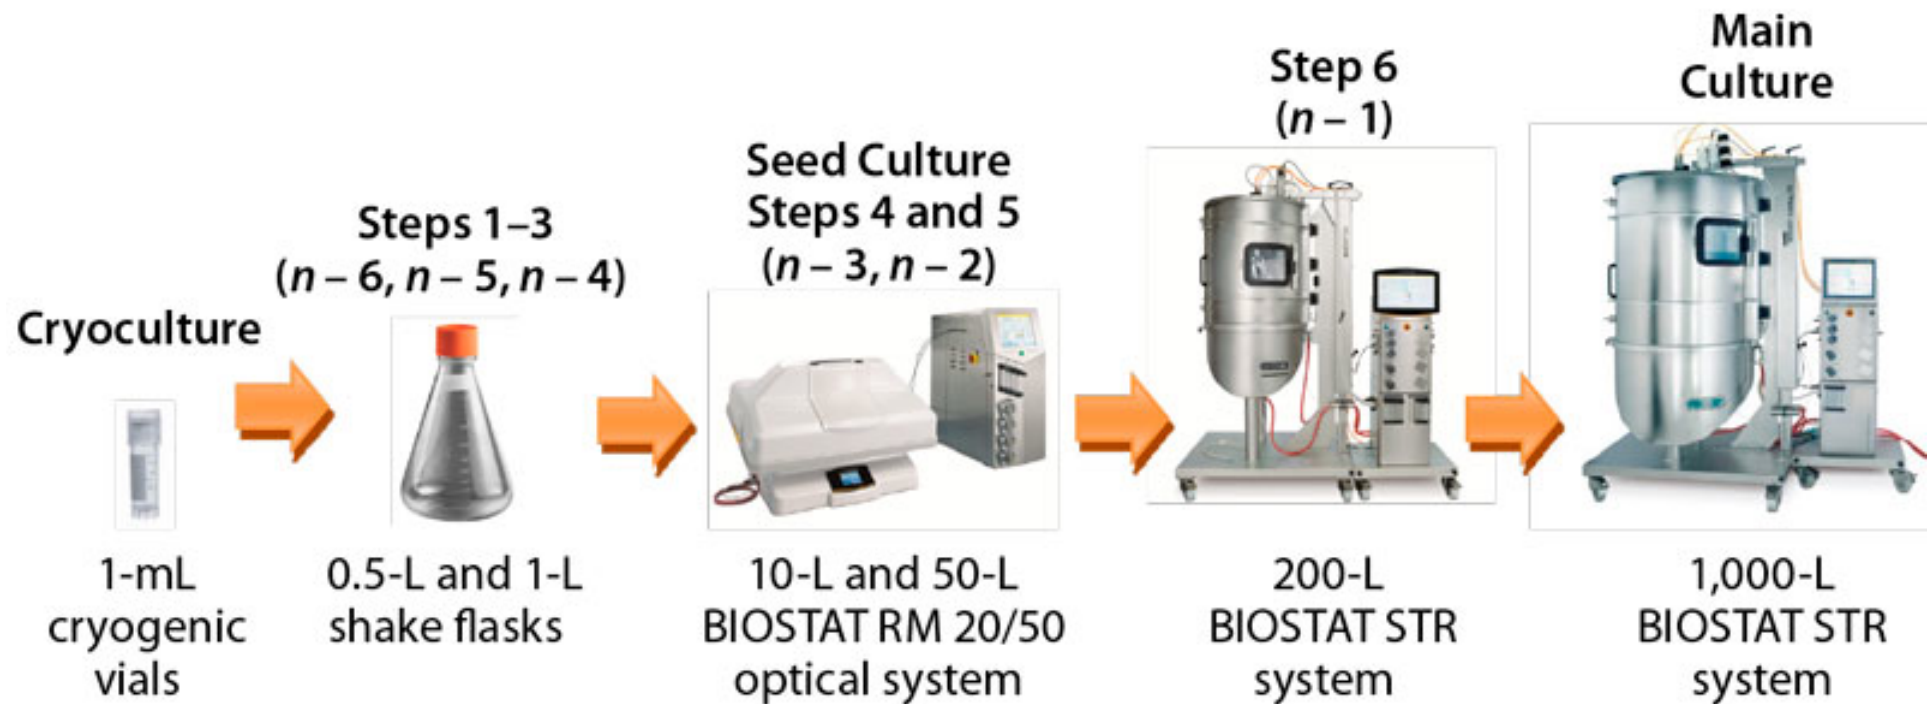 Cryoculture
1-mL
cryogenic
vials
Steps 1–3
(n – 6, n – 5, n – 4)
0.5-L and 1-L
shake flasks
Seed Culture
Steps 4 and 5
(n – 3, n – 2)
10-L and 50-L
BIOSTAT RM 20/50
optical system
Step 6
(n – 1)
200-L
BIOSTAT STR
system
Main
Culture
1,000-L
BIOSTAT STR
system